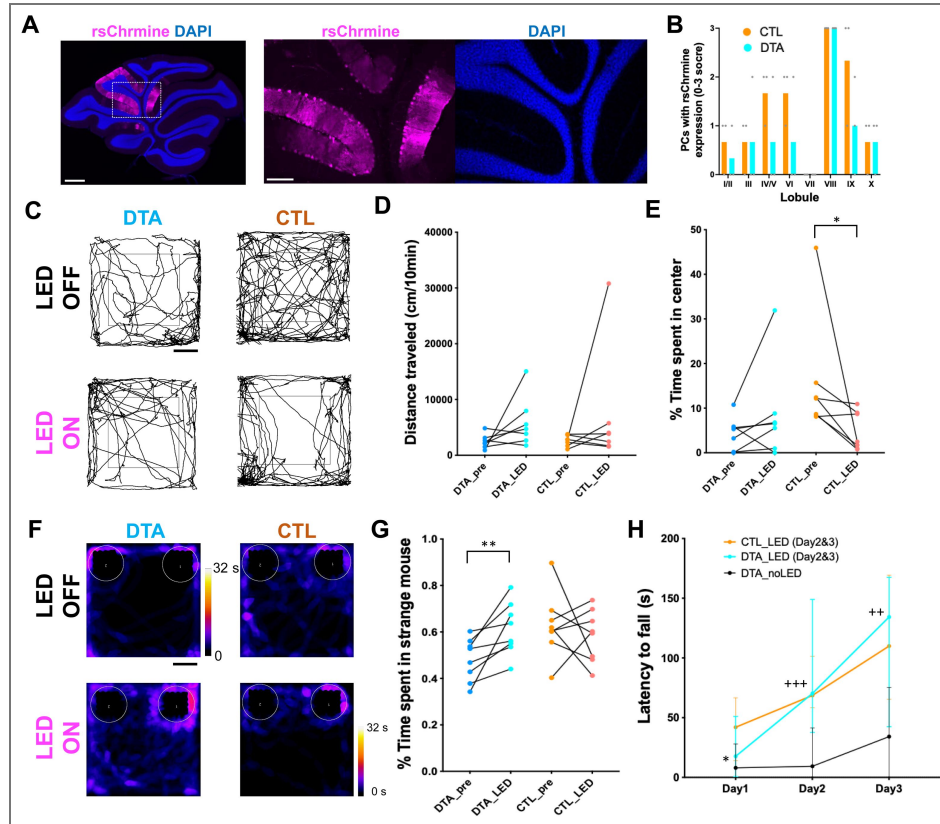 A
rsChrmine DAPI
rsChrmine
DAPI
B
CTL
DTA
PCs with rsChrmine
expression (0-3 socre)
3
2
1
0
** * ** * ** * ** * ** * ** **
I/II III IV/V VI VII VIII IX X
Lobule
C
DTA
CTL
LED
OFF
LED
ON
D
Distance traveled (cm/10min)
40000
30000
20000
10000
0
DTA_pre
DTA_LED
CTL_pre
CTL_LED
E
% Time spent in center
50
40
30
20
10
0
*
DTA_pre
DTA_LED
CTL_pre
CTL_LED
F
DTA
CTL
LED
OFF
LED
ON
32 s
0
32 s
0 s
G
% Time spent in strange mouse
1.0
0.8
0.6
0.4
0.2
0.0
**
DTA_pre
DTA_LED
CTL_pre
CTL_LED
H
CTL_LED (Day2&3)
DTA_LED (Day2&3)
DTA_noLED
Latency to fall (s)
200
150
100
50
0
*
+++
++
Day1
Day2
Day3